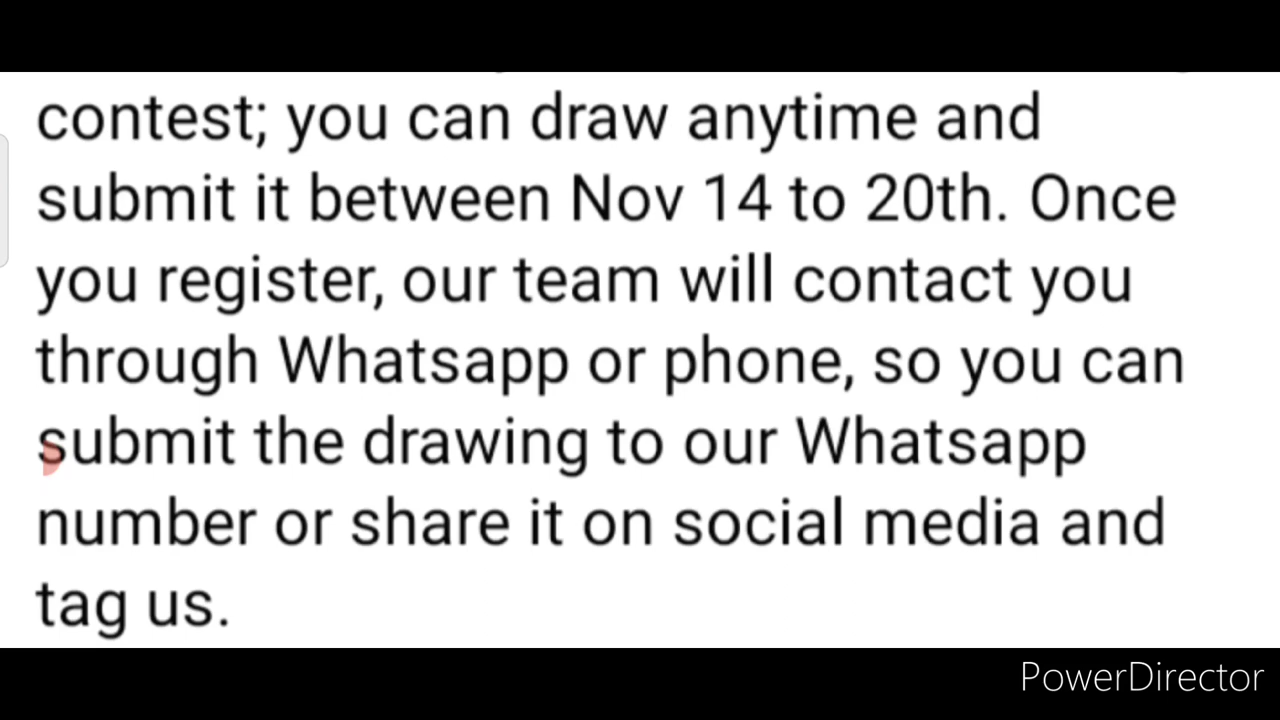 contest; you can draw anytime and
submit it between Nov 14 to 20th. Once
you register, our team will contact you
through Whatsapp or phone, so you can
submit the drawing to our Whatsapp
number or share it on social media and
tag us.
PowerDirector